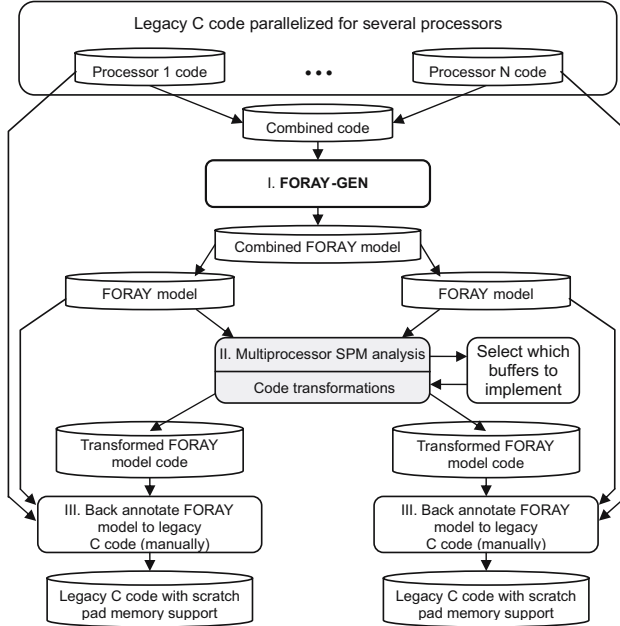 Legacy C code parallelized for several processors
Processor 1 code
•••
Processor N code
Combined code
I. FORAY-GEN
Combined FORAY model
FORAY model
FORAY model
II. Multiprocessor SPM analysis
Code transformations
Select which
buffers to
implement
Transformed FORAY
model code
Transformed FORAY
model code
III. Back annotate FORAY
model to legacy
C code (manually)
III. Back annotate FORAY
model to legacy
C code (manually)
Legacy C code with scratch
pad memory support
Legacy C code with scratch
pad memory support